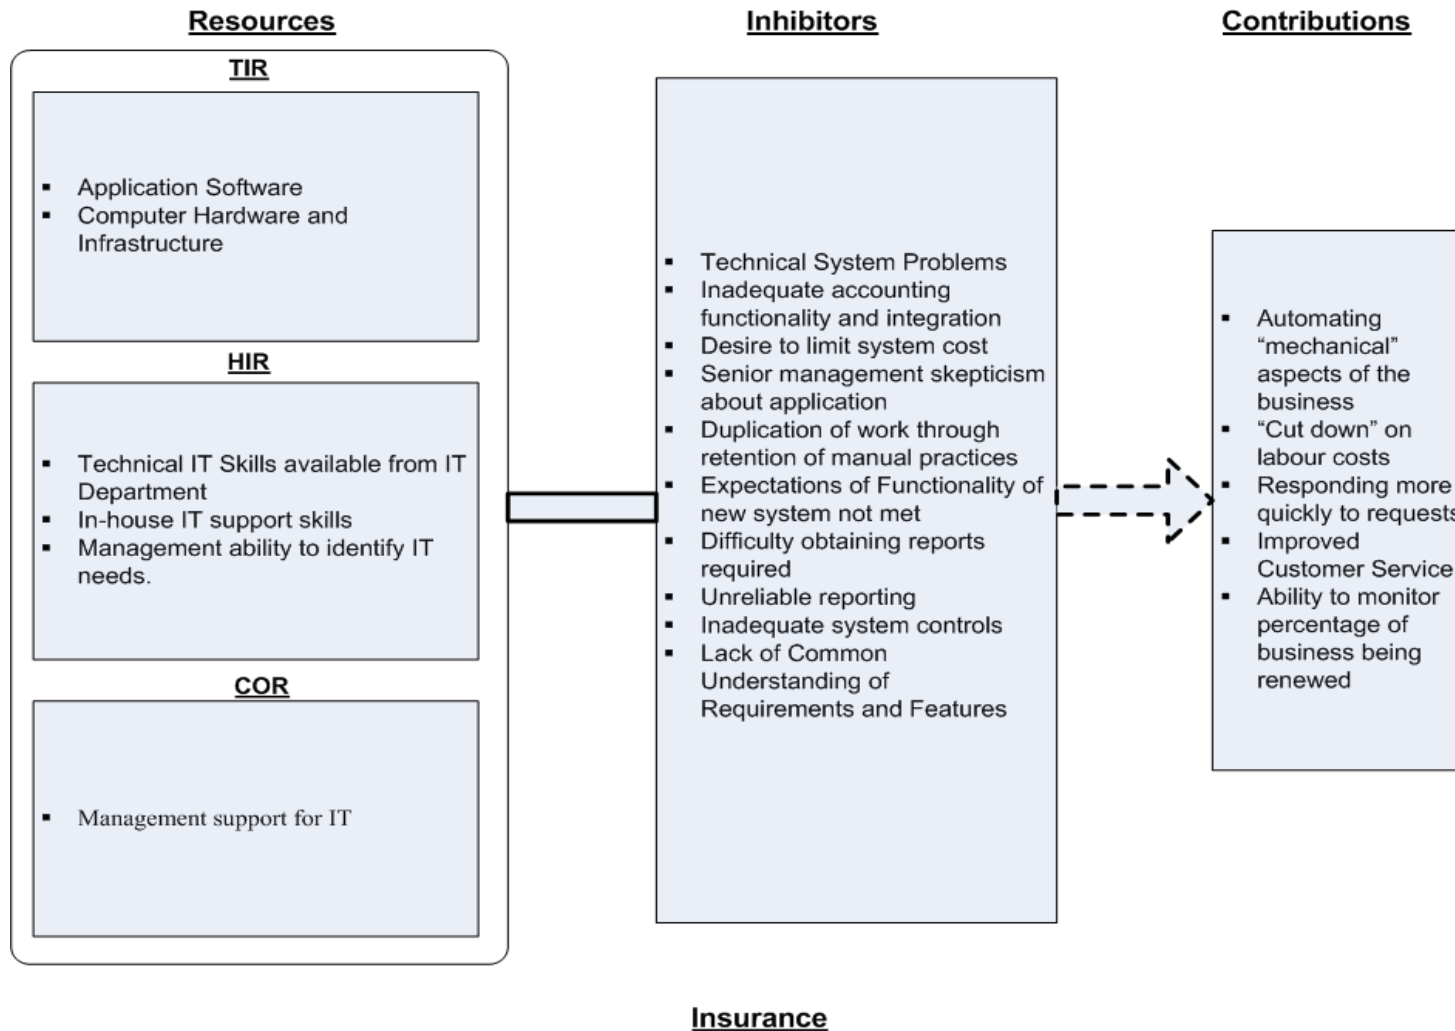 Resources
TIR
▪ Application Software
▪ Computer Hardware and
Infrastructure
HIR
▪ Technical IT Skills available from IT
Department
▪ In-house IT support skills
▪ Management ability to identify IT
needs.
COR
▪ Management support for IT
Inhibitors
▪ Technical System Problems
▪ Inadequate accounting
functionality and integration
▪ Desire to limit system cost
▪ Senior management skepticism
about application
▪ Duplication of work through
retention of manual practices
▪ Expectations of Functionality of
new system not met
▪ Difficulty obtaining reports
required
▪ Unreliable reporting
▪ Inadequate system controls
▪ Lack of Common
Understanding of
Requirements and Features
Contributions
▪ Automating
“mechanical”
aspects of the
business
▪ “Cut down” on
labour costs
▪ Responding more
quickly to requests
▪ Improved
Customer Service
▪ Ability to monitor
percentage of
business being
renewed
Insurance